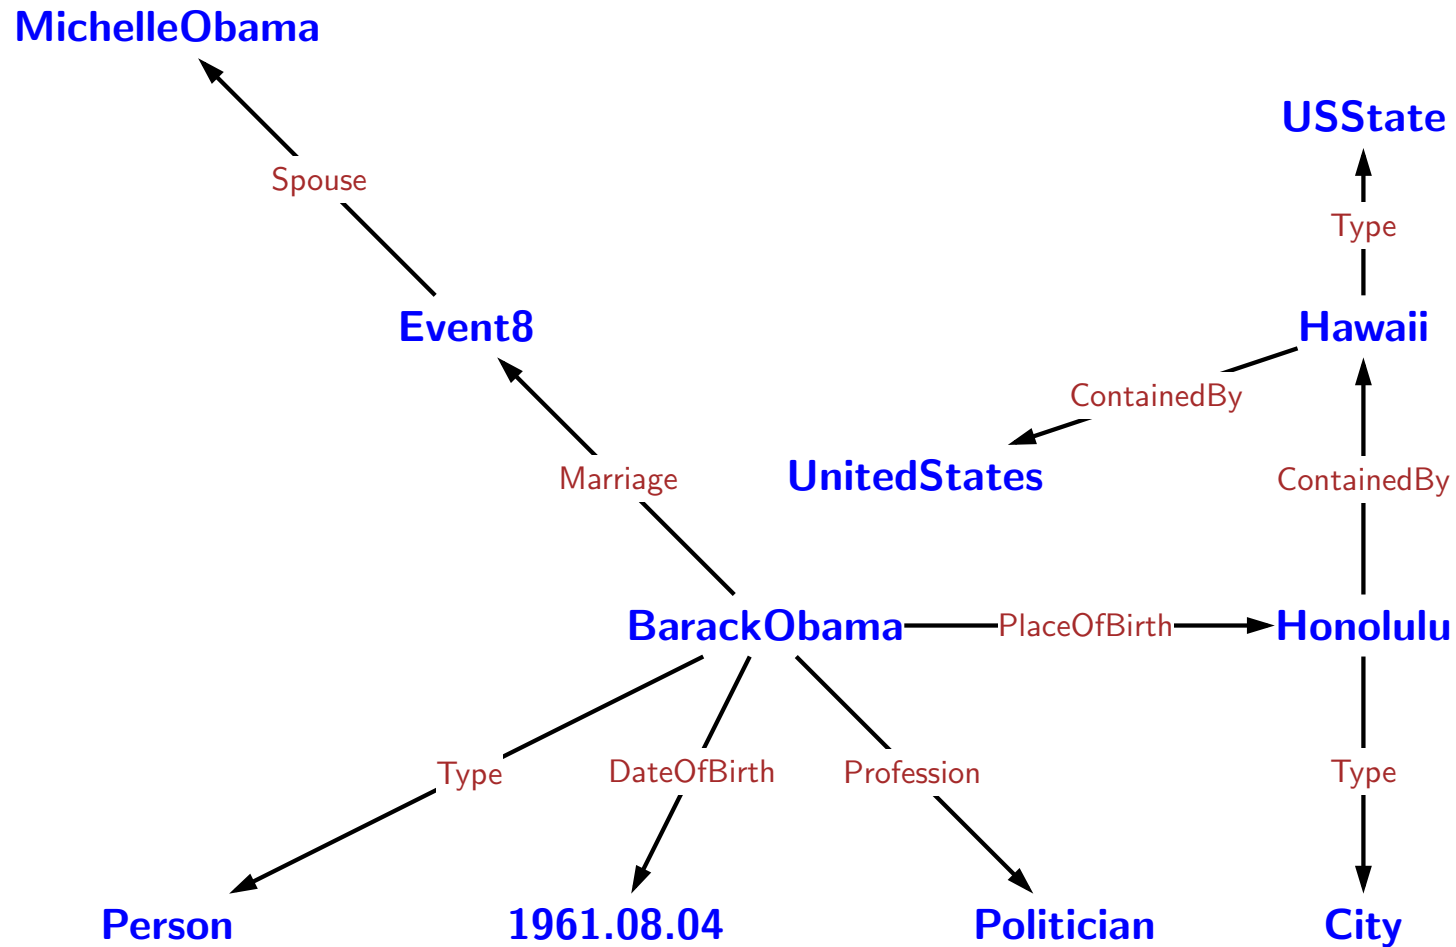 MichelleObama
USState
Spouse
Type
Event8
Hawaii
ContainedBy
UnitedStates
Marriage
ContainedBy
BarackObama
PlaceOfBirth
Honolulu
Type
DateOfBirth
Profession
Type
Person
1961.08.04
Politician
City